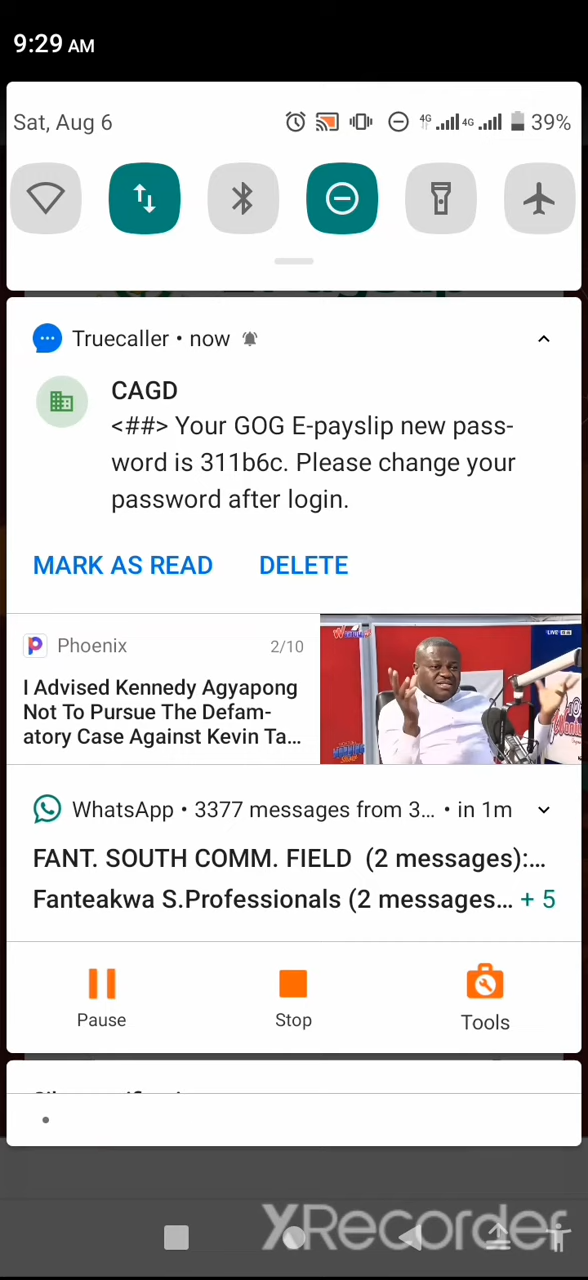 9:29 AM
Sat, Aug 6
4G
4G
39%
Truecaller • now
CAGD
<##> Your GOG E-payslip new pass-
word is 311b6c. Please change your
password after login.
MARK AS READ DELETE
Phoenix 2/10
I Advised Kennedy Agyapong
Not To Pursue The Defam-
atory Case Against Kevin Ta...
WhatsApp • 3377 messages from 3... • in 1m
FANT. SOUTH COMM. FIELD (2 messages):...
Fanteakwa S.Professionals (2 messages... + 5
Pause Stop Tools
XRecorder